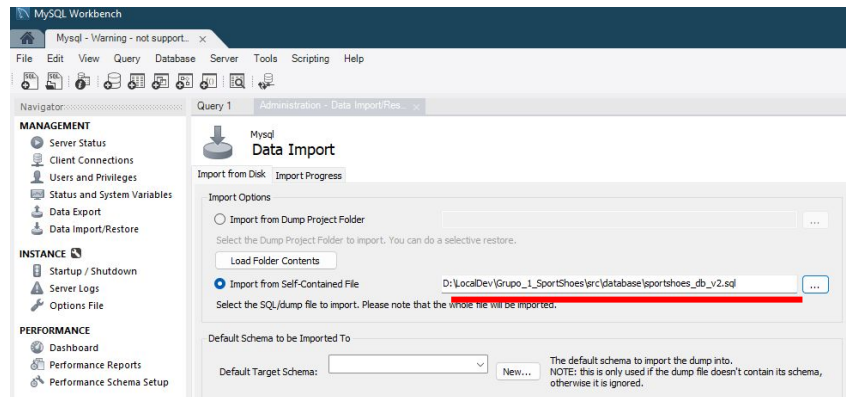 MySQL Workbench
Mysql - Warning - not support..
File Edit View Query Database Server Tools Scripting Help
Navigator
Query 1 Administration - Data Import/Res..
MANAGEMENT
Server Status
Client Connections
Users and Privileges
Status and System Variables
Data Export
Data Import/Restore
INSTANCE
Startup / Shutdown
Server Logs
Options File
PERFORMANCE
Dashboard
Performance Reports
Performance Schema Setup
Mysql
Data Import
Import from Disk Import Progress
Import Options
Import from Dump Project Folder ...
Select the Dump Project Folder to import. You can do a selective restore.
Load Folder Contents
Import from Self-Contained File D:\LocalDev\Grupo_1_SportShoes\src\database\sportshoes_db_v2.sql ...
Select the SQL/dump file to import. Please note that the whole file will be imported.
Default Schema to be Imported To
Default Target Schema: New...
The default schema to import the dump into.
NOTE: this is only used if the dump file doesn't contain its schema,
otherwise it is ignored.